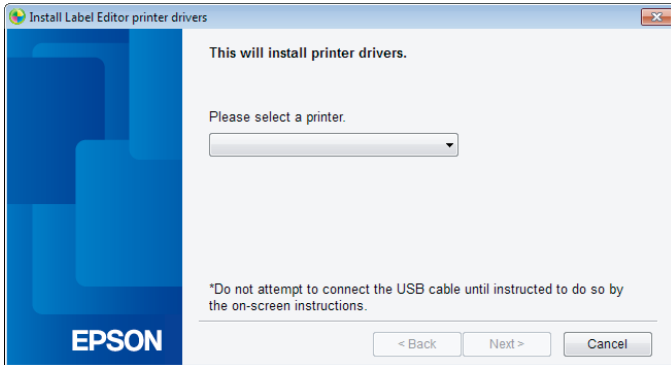 Install Label Editor printer drivers
This will install printer drivers.
Please select a printer.
*Do not attempt to connect the USB cable until instructed to do so by
the on-screen instructions.
EPSON
< Back Next > Cancel